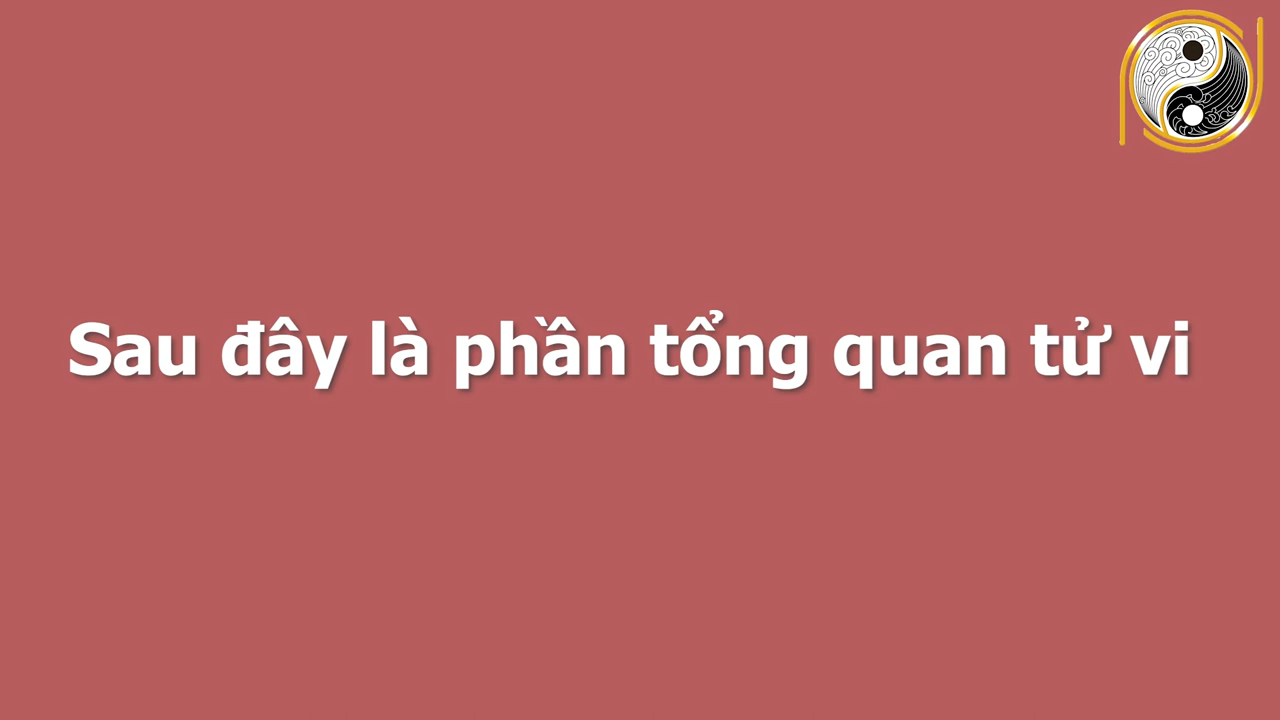 Sau đây là phần tổng quan tử vi